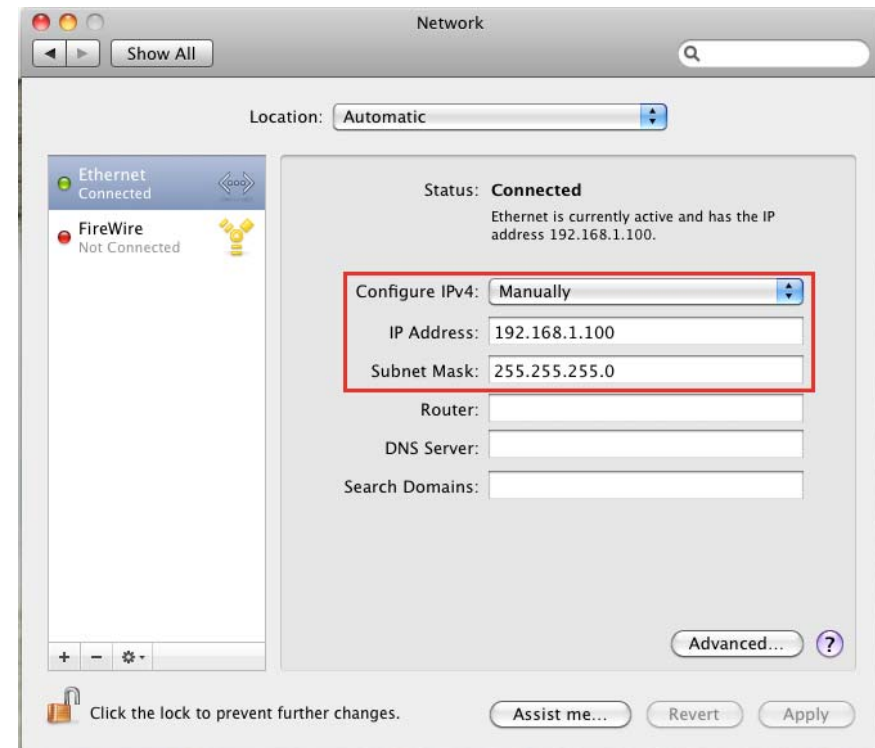 Network
Show All
Location: Automatic
Ethernet
Connected
FireWire
Not Connected
Status: Connected
Ethernet is currently active and has the IP
address 192.168.1.100.
Configure IPv4: Manually
IP Address: 192.168.1.100
Subnet Mask: 255.255.255.0
Router:
DNS Server:
Search Domains:
Advanced... ?
+ −
Click the lock to prevent further changes.
Assist me... Revert Apply